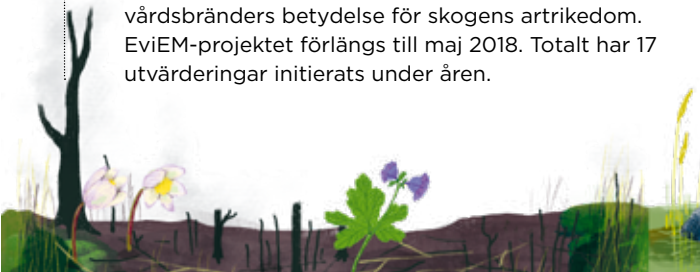 vårdsbränders betydelse för skogens artrikedom.
EviEM-projektet förlängs till maj 2018. Totalt har 17
utvärderingar initierats under åren.